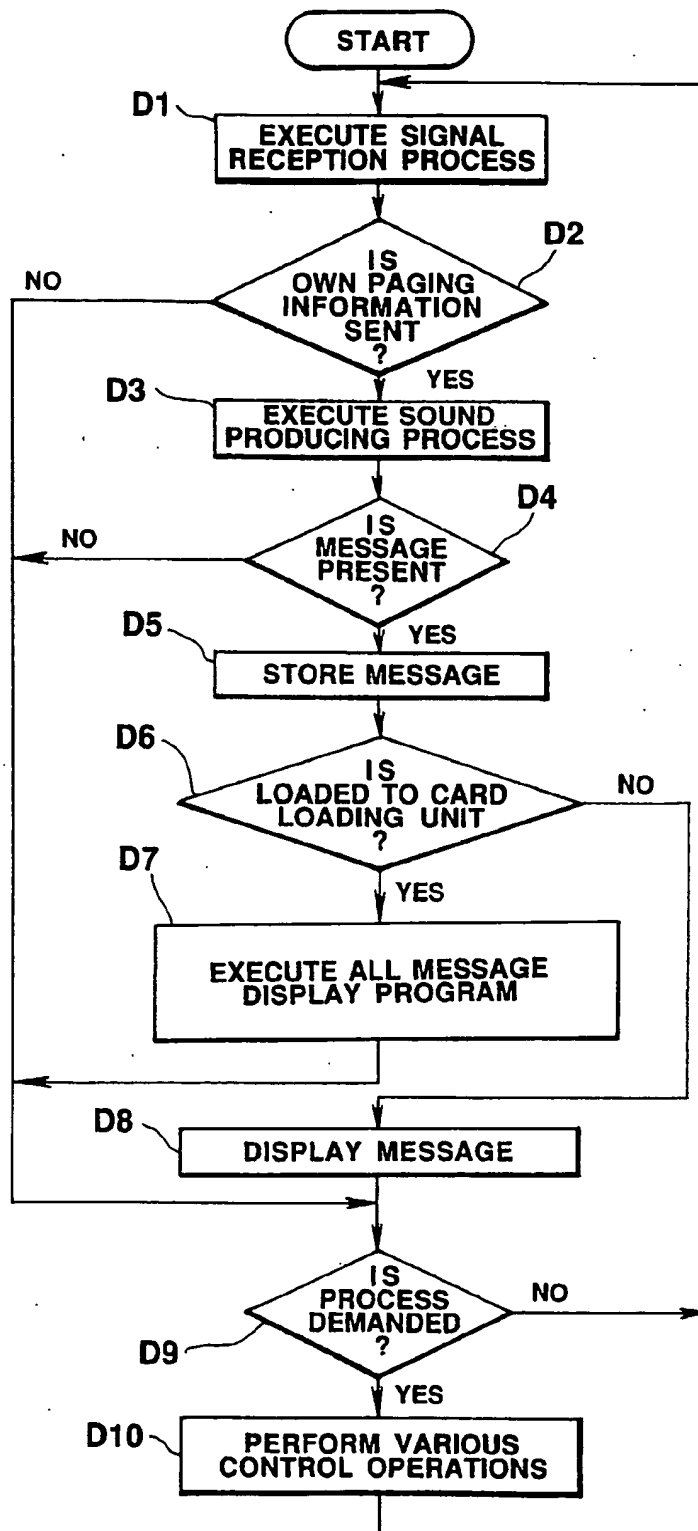 START
D1
EXECUTE SIGNAL
RECEPTION PROCESS
D2
IS
OWN PAGING
INFORMATION
SENT
?
NO
YES
D3
EXECUTE SOUND
PRODUCING PROCESS
D4
IS
MESSAGE
PRESENT
?
NO
YES
D5
STORE MESSAGE
D6
IS
LOADED TO CARD
LOADING UNIT
?
NO
YES
D7
EXECUTE ALL MESSAGE
DISPLAY PROGRAM
D8
DISPLAY MESSAGE
IS
PROCESS
DEMANDED
?
NO
D9
YES
D10
PERFORM VARIOUS
CONTROL OPERATIONS